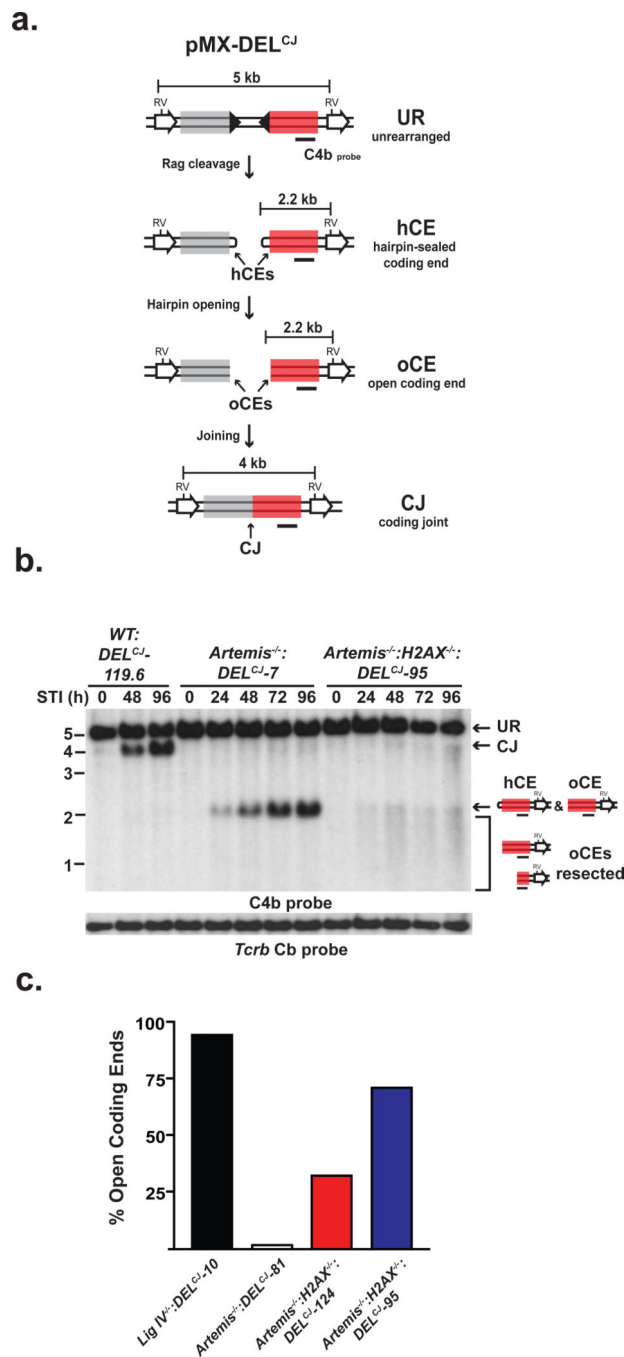 a.
pMX-DEL^CJ
5 kb
RV RV
UR
unrearranged
C4b probe
Rag cleavage
2.2 kb
RV RV
hCE
hairpin-sealed
coding end
hCEs
Hairpin opening
2.2 kb
RV RV
oCE
open coding end
oCEs
Joining
4 kb
RV RV
CJ
coding joint
CJ
b.
WT:
DEL^CJ-
119.6
Artemis-/-:
DEL^CJ-7
Artemis-/-:H2AX-/-:
DEL^CJ-95
STI (h) 0 48 96 0 24 48 72 96 0 24 48 72 96
5
4
3
2
1
UR
CJ
hCE oCE
RV & RV
RV
oCEs
resected
RV
C4b probe
Tcrb Cb probe
c.
% Open Coding Ends
100
75
50
25
Lig IV-/-:DEL^CJ-10
Artemis-/-:DEL^CJ-81
Artemis-/-:H2AX-/-:
DEL^CJ-124
Artemis-/-:H2AX-/-:
DEL^CJ-95